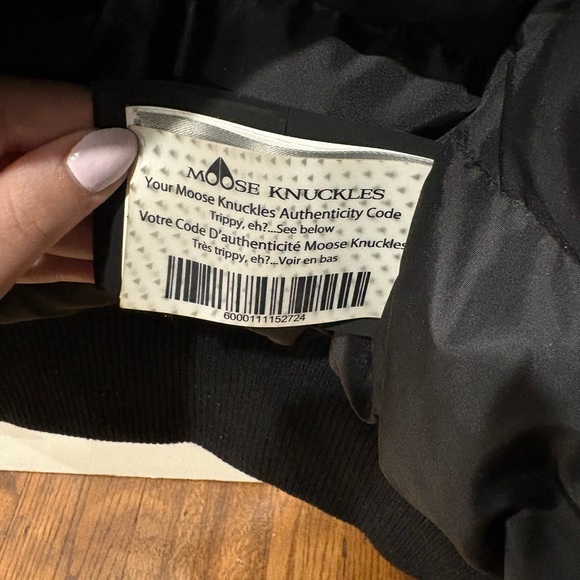 MOOSE KNUCKLES
Your Moose Knuckles Authenticity Code
Trippy, eh?...See below
Votre Code D'authenticité Moose Knuckles
Très trippy, eh?...Voir en bas
6000111152724